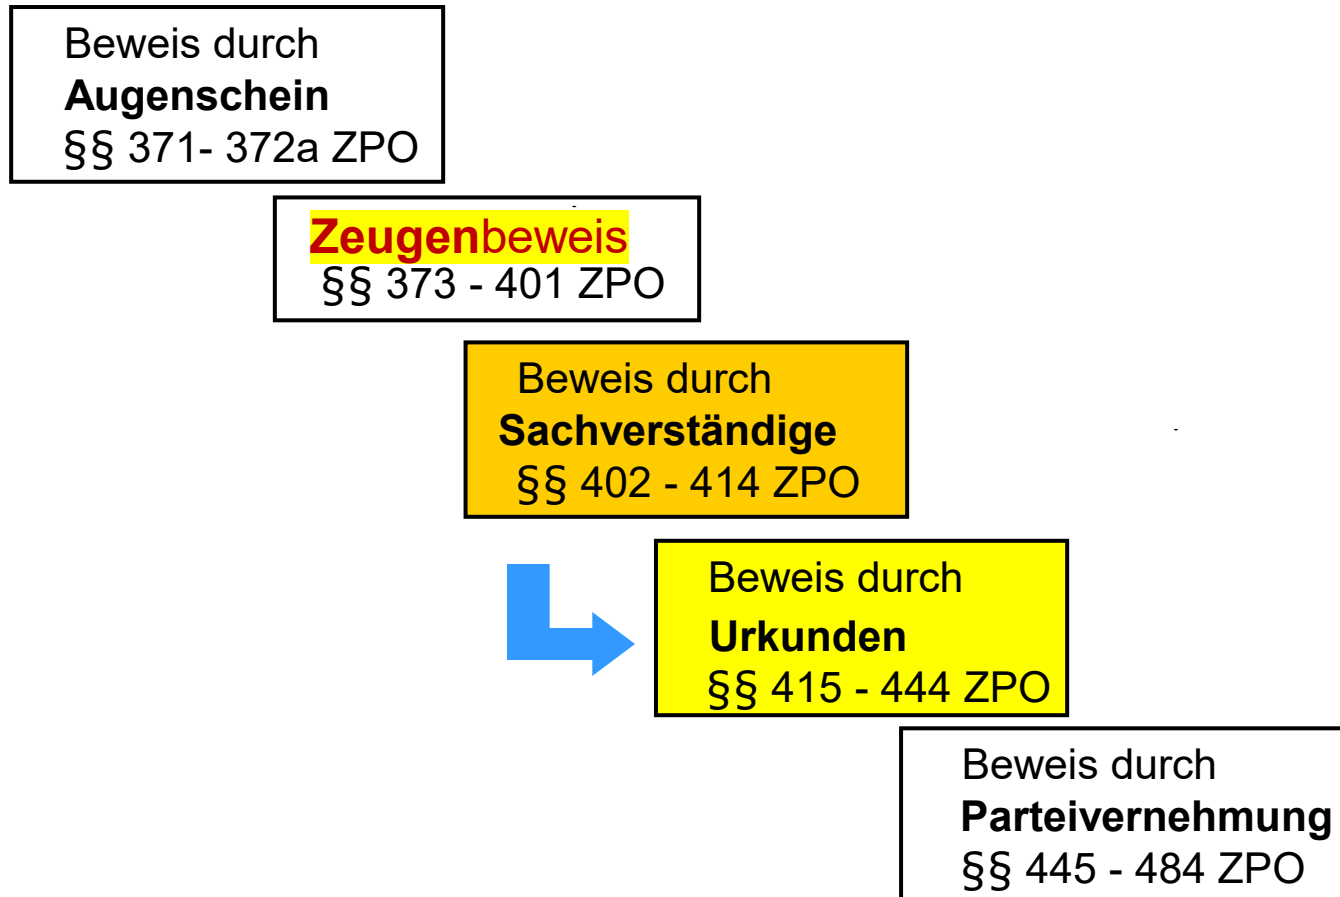 Beweis durch
Augenschein
§§ 371- 372a ZPO
Zeugenbeweis
§§ 373 - 401 ZPO
Beweis durch
Sachverständige
§§ 402 - 414 ZPO
Beweis durch
Urkunden
§§ 415 - 444 ZPO
Beweis durch
Parteivernehmung
§§ 445 - 484 ZPO